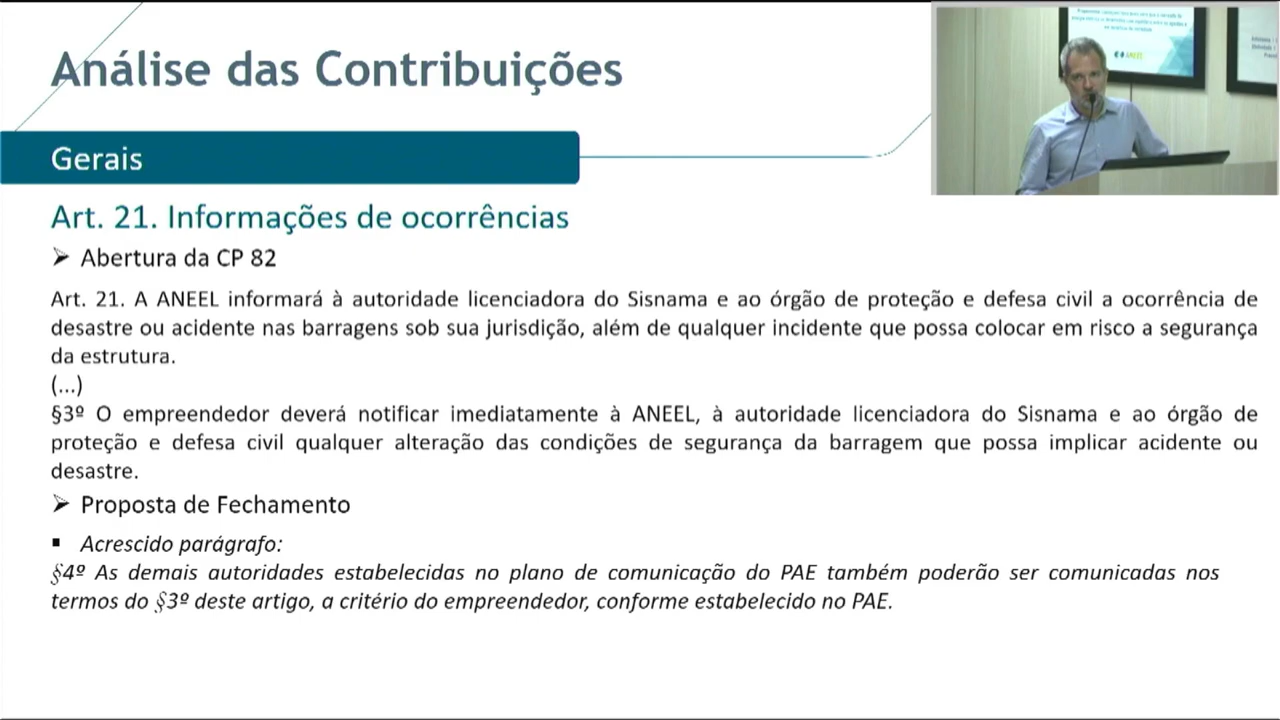 Análise das Contribuições
Gerais
Art. 21. Informações de ocorrências
➢ Abertura da CP 82
Art. 21. A ANEEL informará à autoridade licenciadora do Sisnama e ao órgão de proteção e defesa civil a ocorrência de
desastre ou acidente nas barragens sob sua jurisdição, além de qualquer incidente que possa colocar em risco a segurança
da estrutura.
(...)
§3º O empreendedor deverá notificar imediatamente à ANEEL, à autoridade licenciadora do Sisnama e ao órgão de
proteção e defesa civil qualquer alteração das condições de segurança da barragem que possa implicar acidente ou
desastre.
➢ Proposta de Fechamento
▪ Acrescido parágrafo:
§4º As demais autoridades estabelecidas no plano de comunicação do PAE também poderão ser comunicadas nos
termos do §3º deste artigo, a critério do empreendedor, conforme estabelecido no PAE.
ANEEL